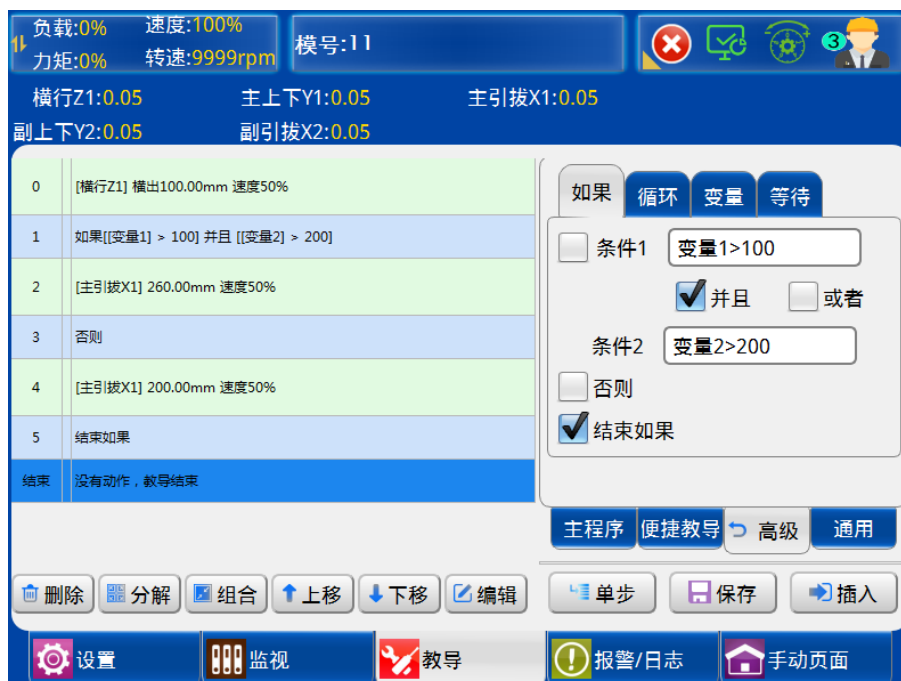 负载:0% 速度:100%
力矩:0% 转速:9999rpm
模号:11
3
横行Z1:0.05 主上下Y1:0.05 主引拔X1:0.05
副上下Y2:0.05 副引拔X2:0.05
0 [横行Z1] 横出100.00mm 速度50%
1 如果[[变量1] > 100] 并且 [[变量2] > 200]
2 [主引拔X1] 260.00mm 速度50%
3 否则
4 [主引拔X1] 200.00mm 速度50%
5 结束如果
结束 没有动作，教导结束
如果 循环 变量 等待
条件1 变量1>100
并且 或者
条件2 变量2>200
否则
结束如果
主程序 便捷教导 高级 通用
删除 分解 组合 上移 下移 编辑 单步 保存 插入
设置 监视 教导 报警/日志 手动页面